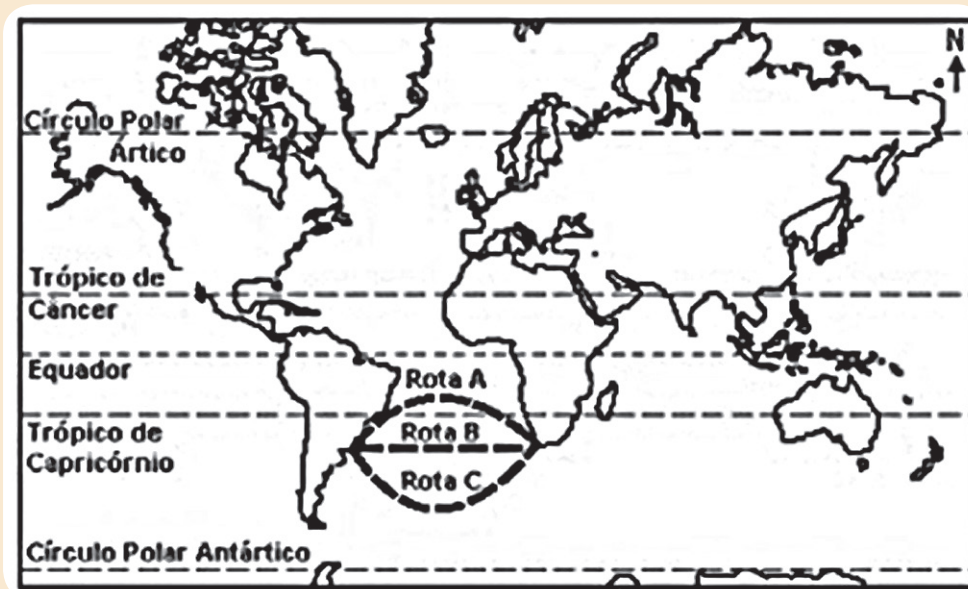 N
Círculo Polar
Ártico
Trópico de
Câncer
Equador
Rota A
Trópico de
Capricórnio
Rota B
Rota C
Círculo Polar Antártico